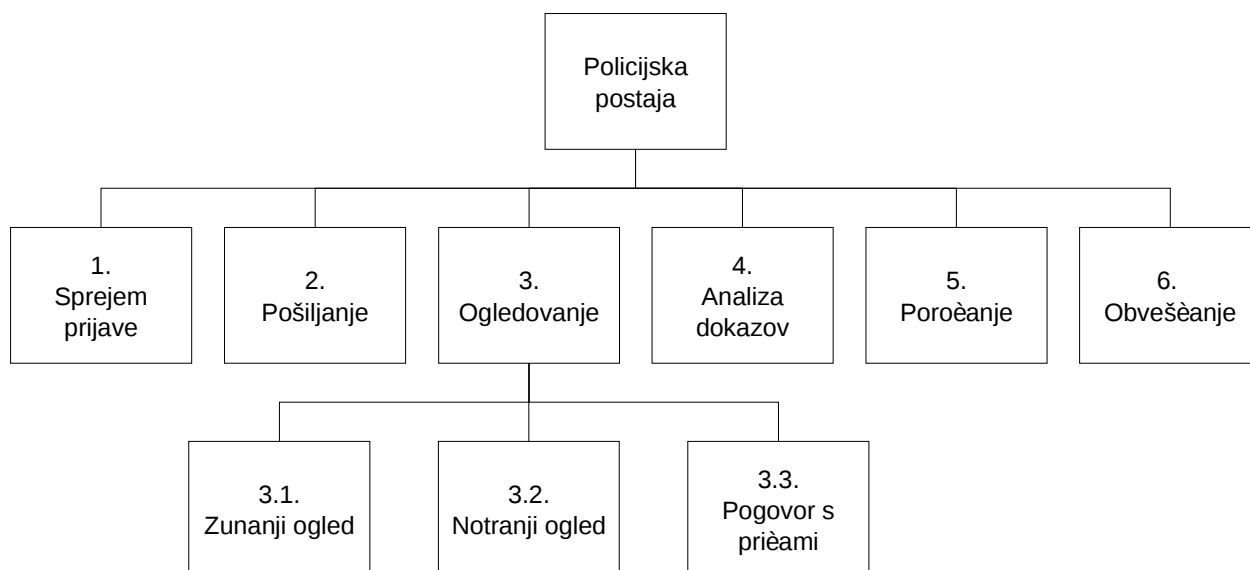 Policijska
postaja
1.
Sprejem
prijave
2.
Pošiljanje
3.
Ogledovanje
4.
Analiza
dokazov
5.
Poroèanje
6.
Obvešèanje
3.1.
Zunanji ogled
3.2.
Notranji ogled
3.3.
Pogovor s
prièami